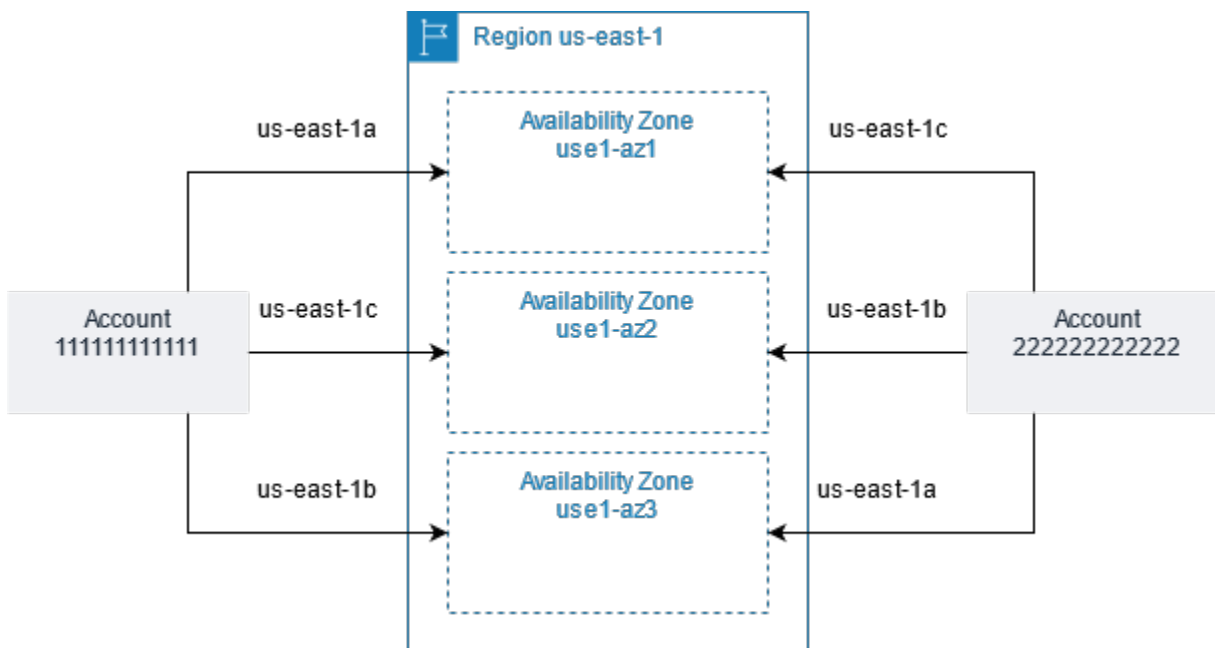 Region us-east-1
us-east-1a
Availability Zone
use1-az1
us-east-1c
Account
111111111111
us-east-1c
Availability Zone
use1-az2
us-east-1b
Account
222222222222
us-east-1b
Availability Zone
use1-az3
us-east-1a